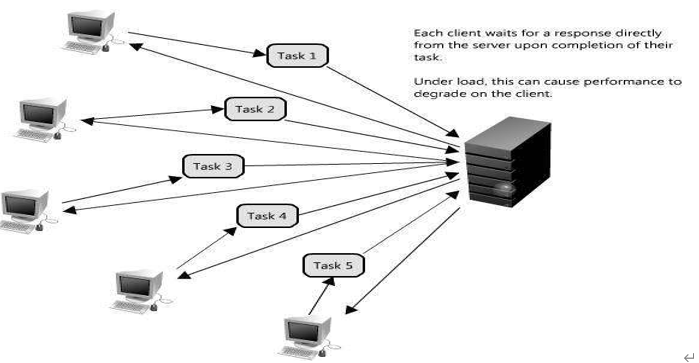 Each client waits for a response directly
from the server upon completion of their
task.
Under load, this can cause performance to
degrade on the client.
Task 1
Task 2
Task 3
Task 4
Task 5